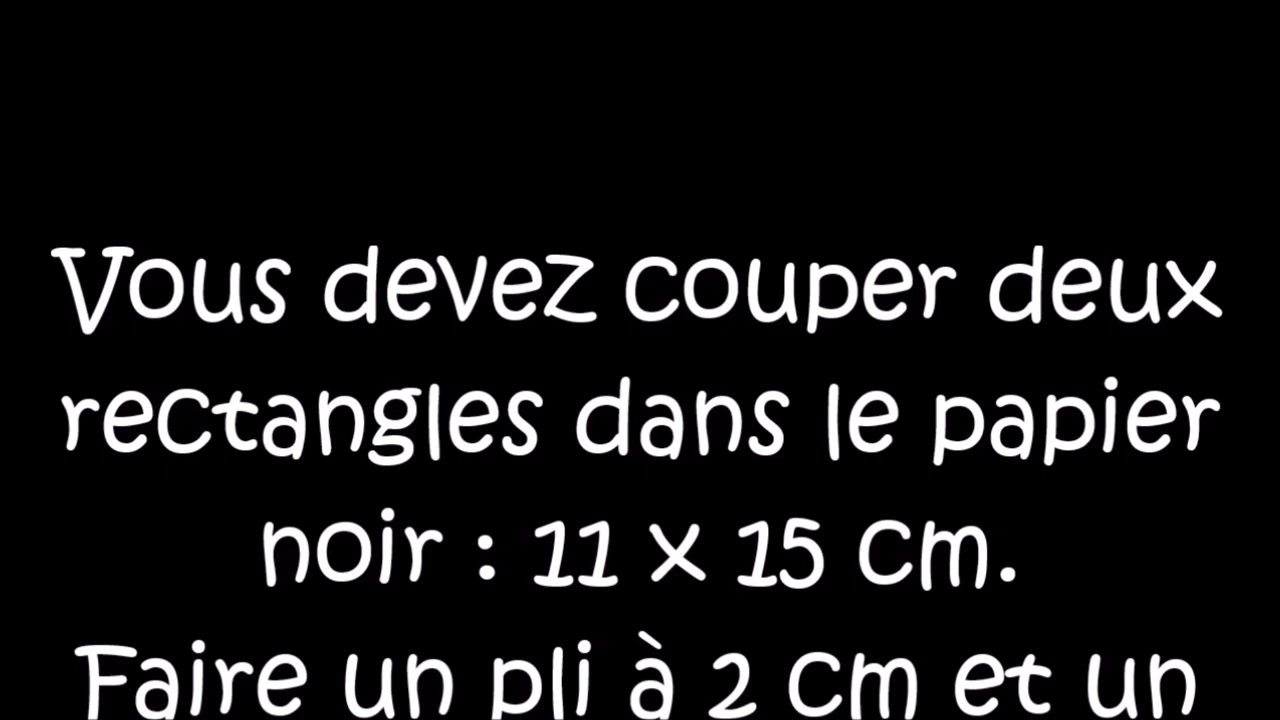 Vous devez couper deux
rectangles dans le papier
noir : 11 x 15 cm.
Faire un pli à 2 cm et un